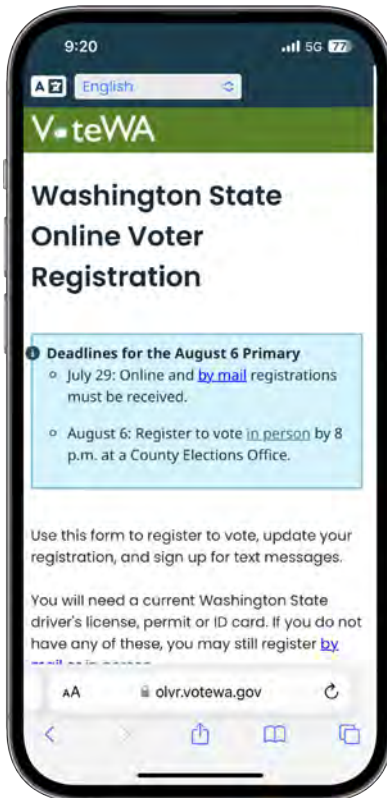 9:20
5G 77
A
English
VoteWA
Washington State
Online Voter
Registration
Deadlines for the August 6 Primary
July 29: Online and by mail registrations
must be received.
August 6: Register to vote in person by 8
p.m. at a County Elections Office.
Use this form to register to vote, update your
registration, and sign up for text messages.
You will need a current Washington State
driver's license, permit or ID card. If you do not
have any of these, you may still register by
mail or in person
AA olvr.votewa.gov